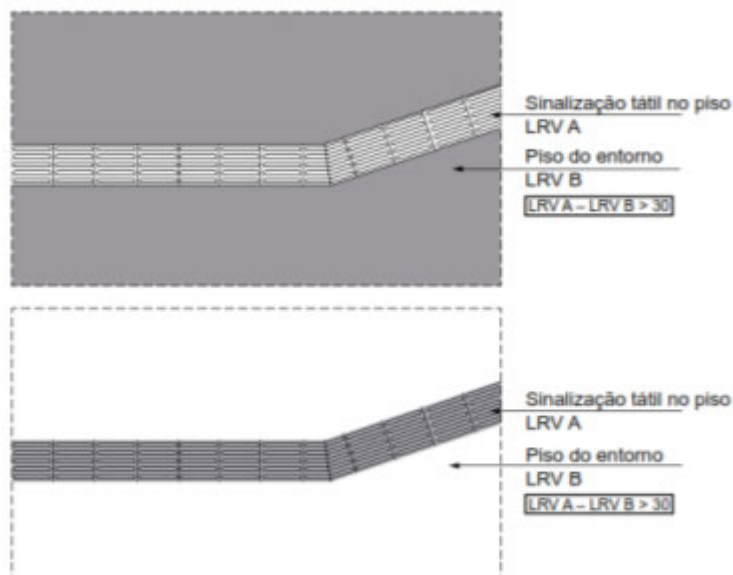 Sinalização tátil no piso
LRV A
Piso do entorno
LRV B
LRV A – LRV B > 30
Sinalização tátil no piso
LRV A
Piso do entorno
LRV B
LRV A – LRV B > 30